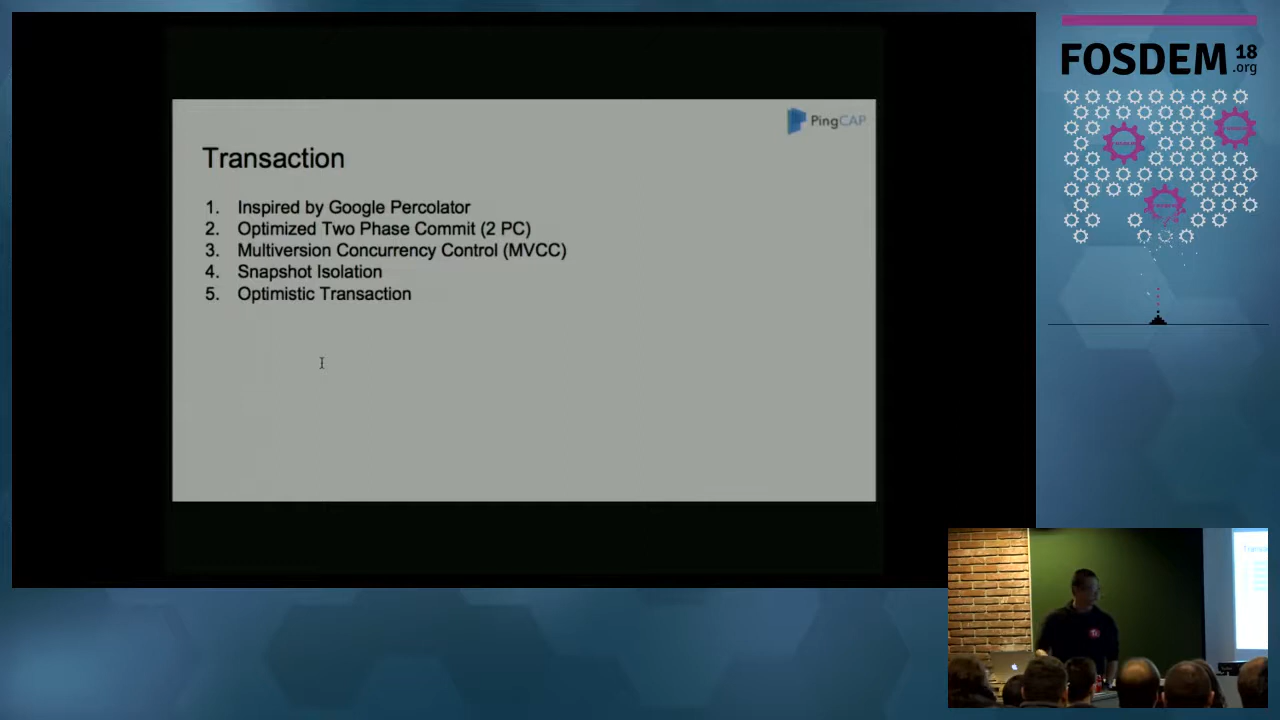 PingCAP
Transaction
1. Inspired by Google Percolator
2. Optimized Two Phase Commit (2 PC)
3. Multiversion Concurrency Control (MVCC)
4. Snapshot Isolation
5. Optimistic Transaction
FOSDEM 18
.org